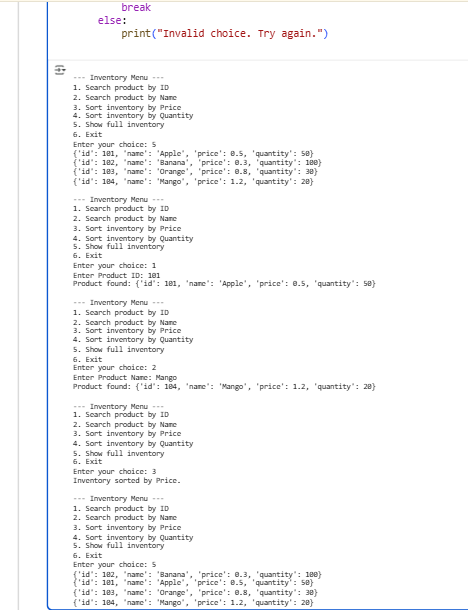 break
else:
print("Invalid choice. Try again.")
--- Inventory Menu ---
1. Search product by ID
2. Search product by Name
3. Sort inventory by Price
4. Sort inventory by Quantity
5. Show full inventory
6. Exit
Enter your choice: 5
{'id': 101, 'name': 'Apple', 'price': 0.5, 'quantity': 50}
{'id': 102, 'name': 'Banana', 'price': 0.3, 'quantity': 100}
{'id': 103, 'name': 'Orange', 'price': 0.8, 'quantity': 30}
{'id': 104, 'name': 'Mango', 'price': 1.2, 'quantity': 20}
--- Inventory Menu ---
1. Search product by ID
2. Search product by Name
3. Sort inventory by Price
4. Sort inventory by Quantity
5. Show full inventory
6. Exit
Enter your choice: 1
Enter Product ID: 101
Product found: {'id': 101, 'name': 'Apple', 'price': 0.5, 'quantity': 50}
--- Inventory Menu ---
1. Search product by ID
2. Search product by Name
3. Sort inventory by Price
4. Sort inventory by Quantity
5. Show full inventory
6. Exit
Enter your choice: 2
Enter Product Name: Mango
Product found: {'id': 104, 'name': 'Mango', 'price': 1.2, 'quantity': 20}
--- Inventory Menu ---
1. Search product by ID
2. Search product by Name
3. Sort inventory by Price
4. Sort inventory by Quantity
5. Show full inventory
6. Exit
Enter your choice: 3
Inventory sorted by Price.
--- Inventory Menu ---
1. Search product by ID
2. Search product by Name
3. Sort inventory by Price
4. Sort inventory by Quantity
5. Show full inventory
6. Exit
Enter your choice: 5
{'id': 102, 'name': 'Banana', 'price': 0.3, 'quantity': 100}
{'id': 101, 'name': 'Apple', 'price': 0.5, 'quantity': 50}
{'id': 103, 'name': 'Orange', 'price': 0.8, 'quantity': 30}
{'id': 104, 'name': 'Mango', 'price': 1.2, 'quantity': 20}